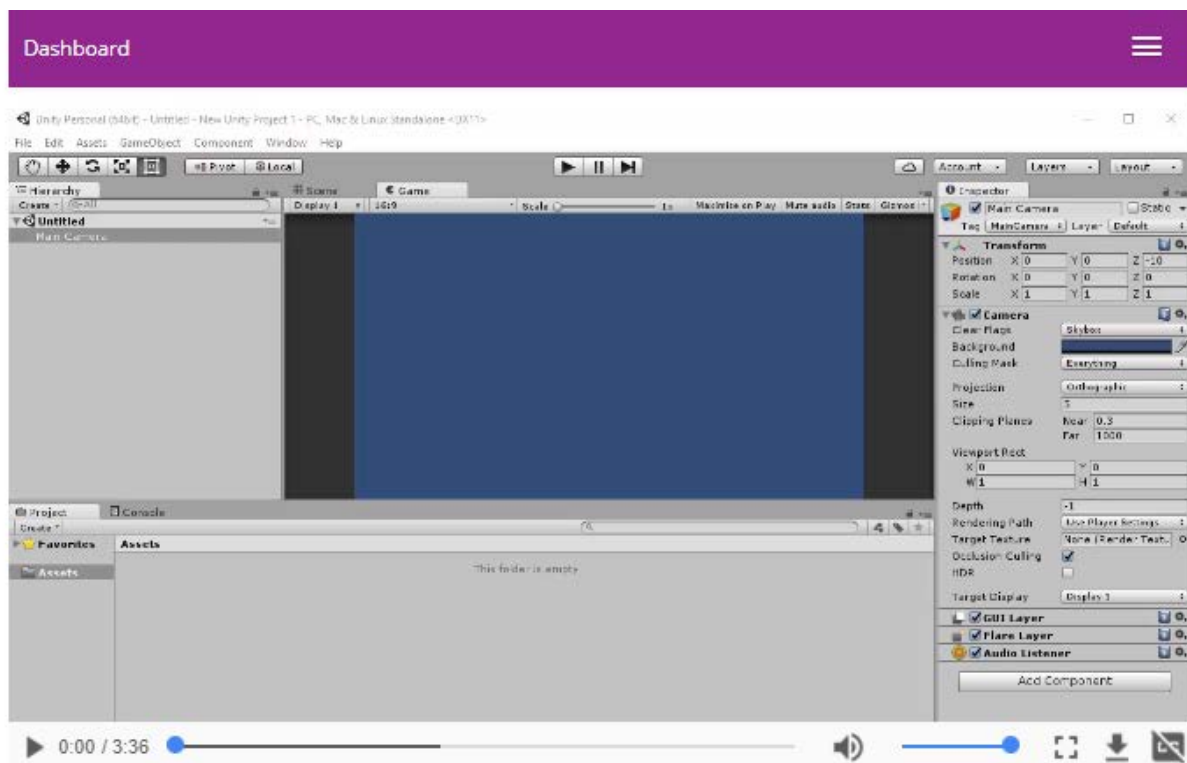 Dashboard
Unity Personal (64bit) - Untitled - New Unity Project 1 - PC, Mac & Linux Standalone <DX11>
File Edit Assets GameObject Component Window Help
Pivot Local Account Layers Layout
Hierarchy Scene Game Inspector
Create All Display 1 16:9 Scale 1x Maximize on Play Mute audio Stats Gizmos Main Camera Static
Untitled Tag MainCamera Layer Default
Main Camera Transform
Position X 0 Y 0 Z -10
Rotation X 0 Y 0 Z 0
Scale X 1 Y 1 Z 1
Camera
Clear Flags Skybox
Background
Culling Mask Everything
Projection Orthographic
Size 5
Clipping Planes Near 0.3
Far 1000
Viewport Rect
X 0 Y 0
W 1 H 1
Project Console Depth -1
Create Rendering Path Use Player Settings
Favorites Assets Target Texture None (Render Text..
Occlusion Culling
Assets This folder is empty HDR
Target Display Display 1
GUI Layer
Flare Layer
Audio Listener
Add Component
0:00 / 3:36